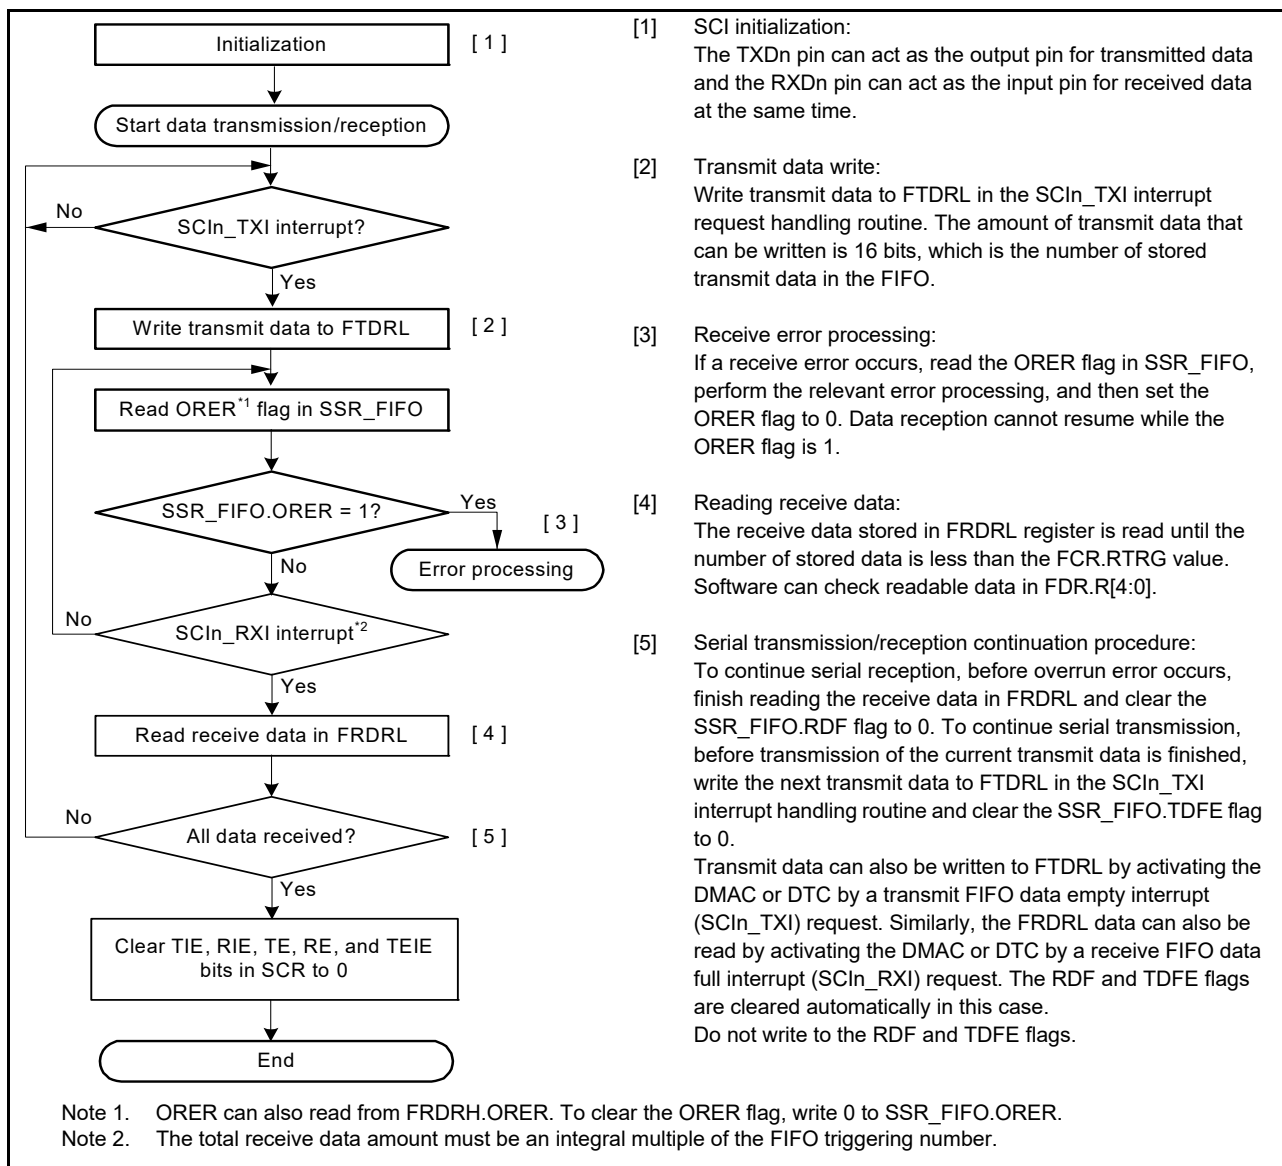 Initialization
[ 1 ]
Start data transmission/reception
No
SCIn_TXI interrupt?
Yes
Write transmit data to FTDRL
[ 2 ]
Read ORER*1 flag in SSR_FIFO
SSR_FIFO.ORER = 1?
Yes
[ 3 ]
Error processing
No
No
SCIn_RXI interrupt*2
Yes
Read receive data in FRDRL
[ 4 ]
No
All data received?
[ 5 ]
Yes
Clear TIE, RIE, TE, RE, and TEIE
bits in SCR to 0
End
[1] SCI initialization:
The TXDn pin can act as the output pin for transmitted data
and the RXDn pin can act as the input pin for received data
at the same time.
[2] Transmit data write:
Write transmit data to FTDRL in the SCIn_TXI interrupt
request handling routine. The amount of transmit data that
can be written is 16 bits, which is the number of stored
transmit data in the FIFO.
[3] Receive error processing:
If a receive error occurs, read the ORER flag in SSR_FIFO,
perform the relevant error processing, and then set the
ORER flag to 0. Data reception cannot resume while the
ORER flag is 1.
[4] Reading receive data:
The receive data stored in FRDRL register is read until the
number of stored data is less than the FCR.RTRG value.
Software can check readable data in FDR.R[4:0].
[5] Serial transmission/reception continuation procedure:
To continue serial reception, before overrun error occurs,
finish reading the receive data in FRDRL and clear the
SSR_FIFO.RDF flag to 0. To continue serial transmission,
before transmission of the current transmit data is finished,
write the next transmit data to FTDRL in the SCIn_TXI
interrupt handling routine and clear the SSR_FIFO.TDFE flag
to 0.
Transmit data can also be written to FTDRL by activating the
DMAC or DTC by a transmit FIFO data empty interrupt
(SCIn_TXI) request. Similarly, the FRDRL data can also be
read by activating the DMAC or DTC by a receive FIFO data
full interrupt (SCIn_RXI) request. The RDF and TDFE flags
are cleared automatically in this case.
Do not write to the RDF and TDFE flags.
Note 1. ORER can also read from FRDRH.ORER. To clear the ORER flag, write 0 to SSR_FIFO.ORER.
Note 2. The total receive data amount must be an integral multiple of the FIFO triggering number.